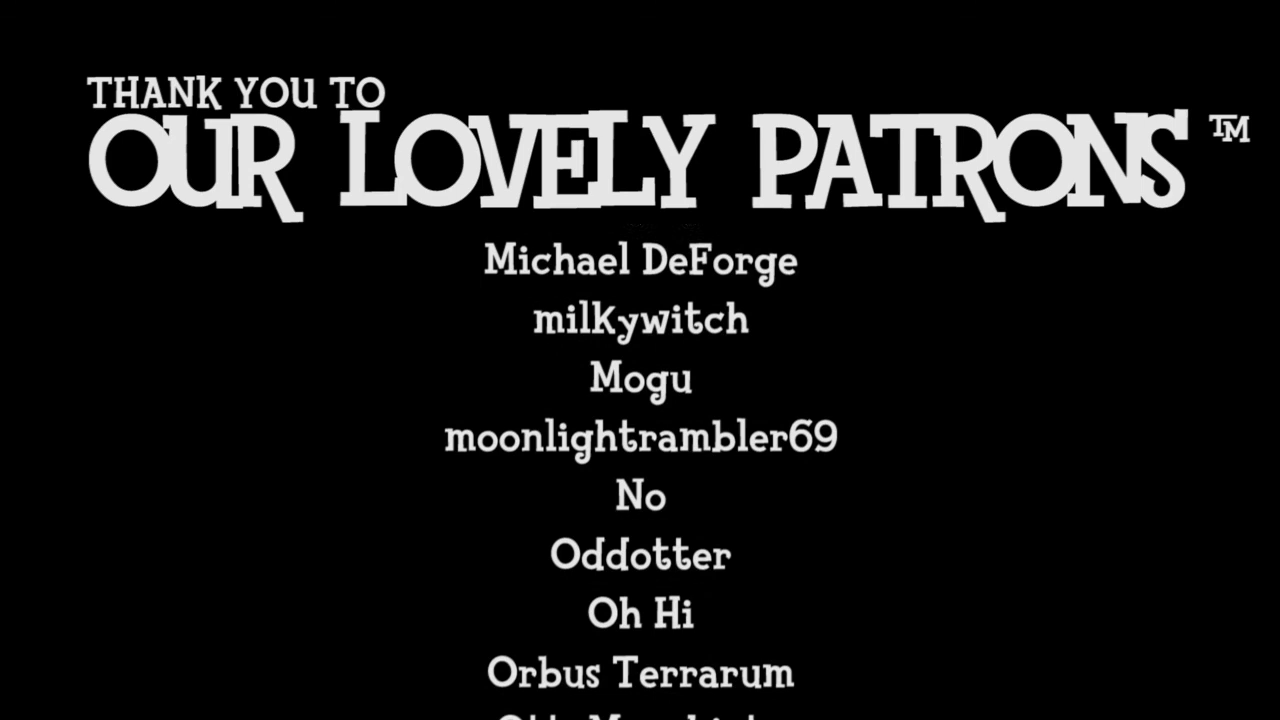 THANK YOU TO
OUR LOVELY PATRONS™
Michael DeForge
milkywitch
Mogu
moonlightrambler69
No
Oddotter
Oh Hi
Orbus Terrarum